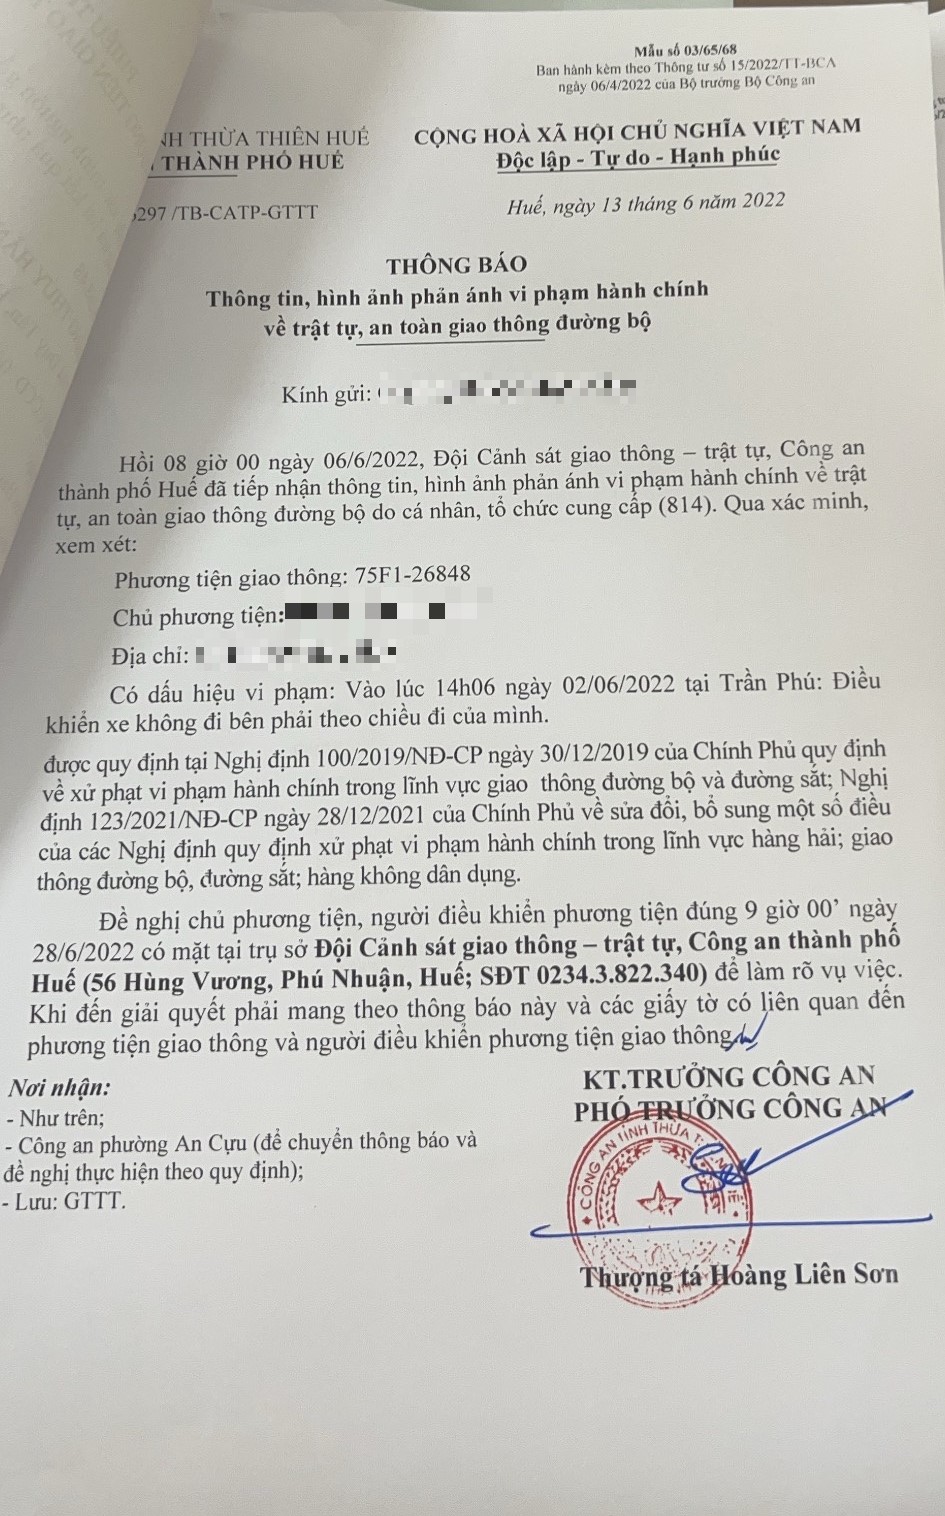 Mẫu số 03/65/68
Ban hành kèm theo Thông tư số 15/2022/TT-BCA
ngày 06/4/2022 của Bộ trưởng Bộ Công an
NH THỪA THIÊN HUẾ
THÀNH PHỐ HUẾ
CỘNG HOÀ XÃ HỘI CHỦ NGHĨA VIỆT NAM
Độc lập - Tự do - Hạnh phúc
297 /TB-CATP-GTTT
Huế, ngày 13 tháng 6 năm 2022
THÔNG BÁO
Thông tin, hình ảnh phản ánh vi phạm hành chính
về trật tự, an toàn giao thông đường bộ
Kính gửi:
Hồi 08 giờ 00 ngày 06/6/2022, Đội Cảnh sát giao thông – trật tự, Công an
thành phố Huế đã tiếp nhận thông tin, hình ảnh phản ánh vi phạm hành chính về trật
tự, an toàn giao thông đường bộ do cá nhân, tổ chức cung cấp (814). Qua xác minh,
xem xét:
Phương tiện giao thông: 75F1-26848
Chủ phương tiện:
Địa chỉ:
Có dấu hiệu vi phạm: Vào lúc 14h06 ngày 02/06/2022 tại Trần Phú: Điều
khiển xe không đi bên phải theo chiều đi của mình.
được quy định tại Nghị định 100/2019/NĐ-CP ngày 30/12/2019 của Chính Phủ quy định
về xử phạt vi phạm hành chính trong lĩnh vực giao thông đường bộ và đường sắt; Nghị
định 123/2021/NĐ-CP ngày 28/12/2021 của Chính Phủ về sửa đổi, bổ sung một số điều
của các Nghị định quy định xử phạt vi phạm hành chính trong lĩnh vực hàng hải; giao
thông đường bộ, đường sắt; hàng không dân dụng.
Đề nghị chủ phương tiện, người điều khiển phương tiện đúng 9 giờ 00’ ngày
28/6/2022 có mặt tại trụ sở Đội Cảnh sát giao thông – trật tự, Công an thành phố
Huế (56 Hùng Vương, Phú Nhuận, Huế; SĐT 0234.3.822.340) để làm rõ vụ việc.
Khi đến giải quyết phải mang theo thông báo này và các giấy tờ có liên quan đến
phương tiện giao thông và người điều khiển phương tiện giao thông
Nơi nhận:
- Như trên;
- Công an phường An Cựu (để chuyển thông báo và
đề nghị thực hiện theo quy định);
- Lưu: GTTT.
KT.TRƯỞNG CÔNG AN
PHÓ TRƯỞNG CÔNG AN
CÔNG AN TỈNH THỪA
Thượng tá Hoàng Liên Sơn